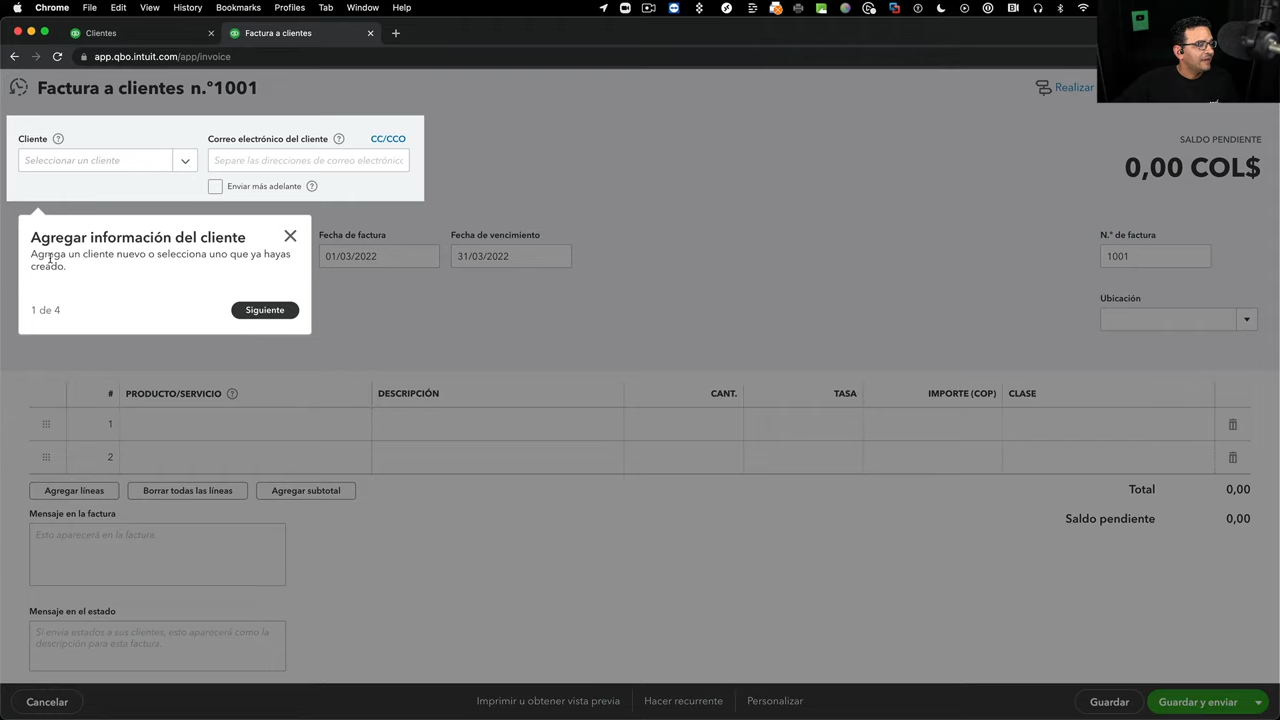 Chrome File Edit View History Bookmarks Profiles Tab Window Help
Clientes
Factura a clientes
app.qbo.intuit.com/app/invoice
Factura a clientes n.°1001
Realizar
Cliente
Correo electrónico del cliente
CC/CCO
SALDO PENDIENTE
Seleccionar un cliente
Separe las direcciones de correo electrónico
0,00 COL$
Enviar más adelante
Agregar información del cliente
Agrega un cliente nuevo o selecciona uno que ya hayas
creado.
1 de 4
Siguiente
Fecha de factura
Fecha de vencimiento
N.° de factura
01/03/2022
31/03/2022
1001
Ubicación
# PRODUCTO/SERVICIO DESCRIPCIÓN CANT. TASA IMPORTE (COP) CLASE
1
2
Agregar líneas
Borrar todas las líneas
Agregar subtotal
Total 0,00
Mensaje en la factura
Saldo pendiente 0,00
Esto aparecerá en la factura
Mensaje en el estado
Si envía estados a sus clientes, esto aparecerá como la
descripción para esta factura.
Cancelar
Imprimir u obtener vista previa
Hacer recurrente
Personalizar
Guardar
Guardar y enviar